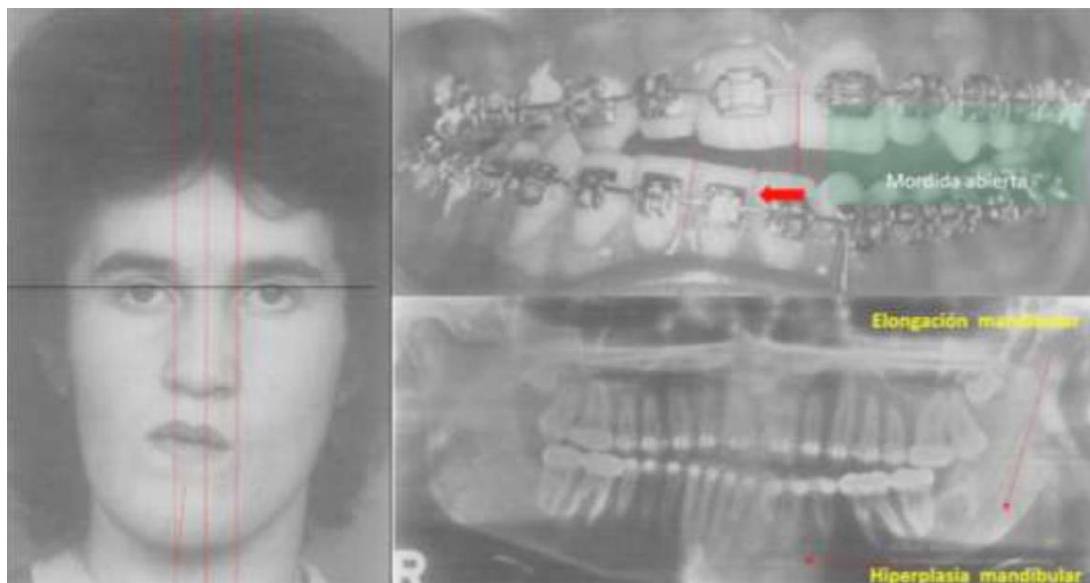 Mordida abierta
Elongación mandibular
R
Hiperplasia mandibular